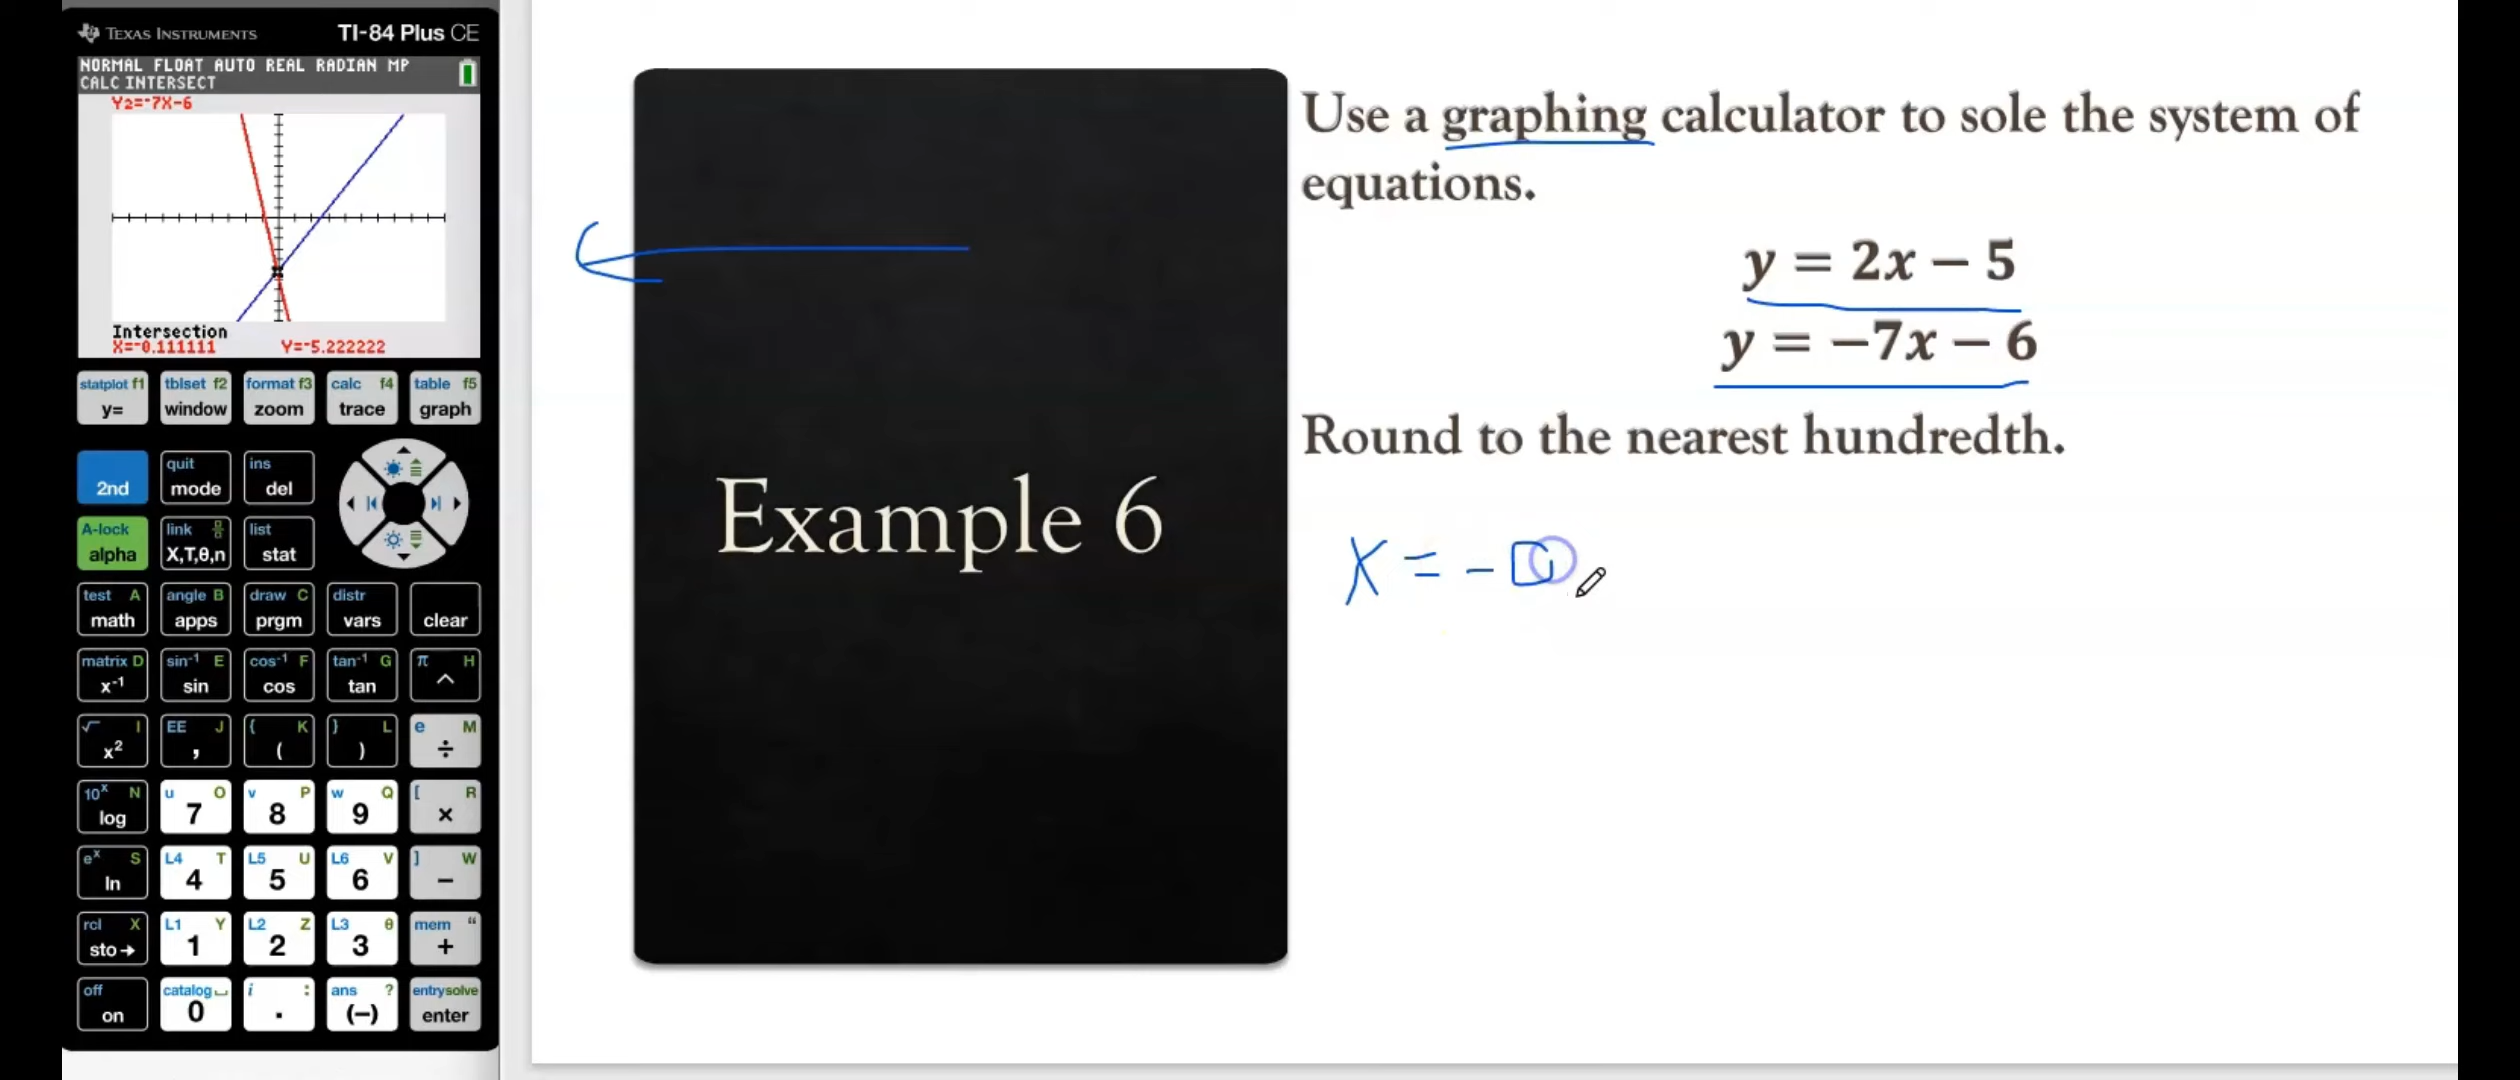 TEXAS INSTRUMENTS TI-84 Plus CE
NORMAL FLOAT AUTO REAL RADIAN MP
CALC INTERSECT
Y2=-7X-6
Intersection
X=-0.111111 Y=-5.222222
statplot f1 tblset f2 format f3 calc f4 table f5
y= window zoom trace graph
quit ins
2nd mode del
A-lock link list
alpha X,T,θ,n stat
test A angle B draw C distr
math apps prgm vars clear
matrix D sin-1 E cos-1 F tan-1 G π H
x-1 sin cos tan ^
√ I EE J { K } L e M
x² , ( ) ÷
10x N u O v P w Q [ R
log 7 8 9 ×
ex S L4 T L5 U L6 V ] W
ln 4 5 6 −
rcl X L1 Y L2 Z L3 θ mem "
sto→ 1 2 3 +
off catalog i : ans ? entry solve
on 0 . (−) enter
Example 6
Use a graphing calculator to sole the system of
equations.
y = 2x − 5
y = −7x − 6
Round to the nearest hundredth.
X = - 0